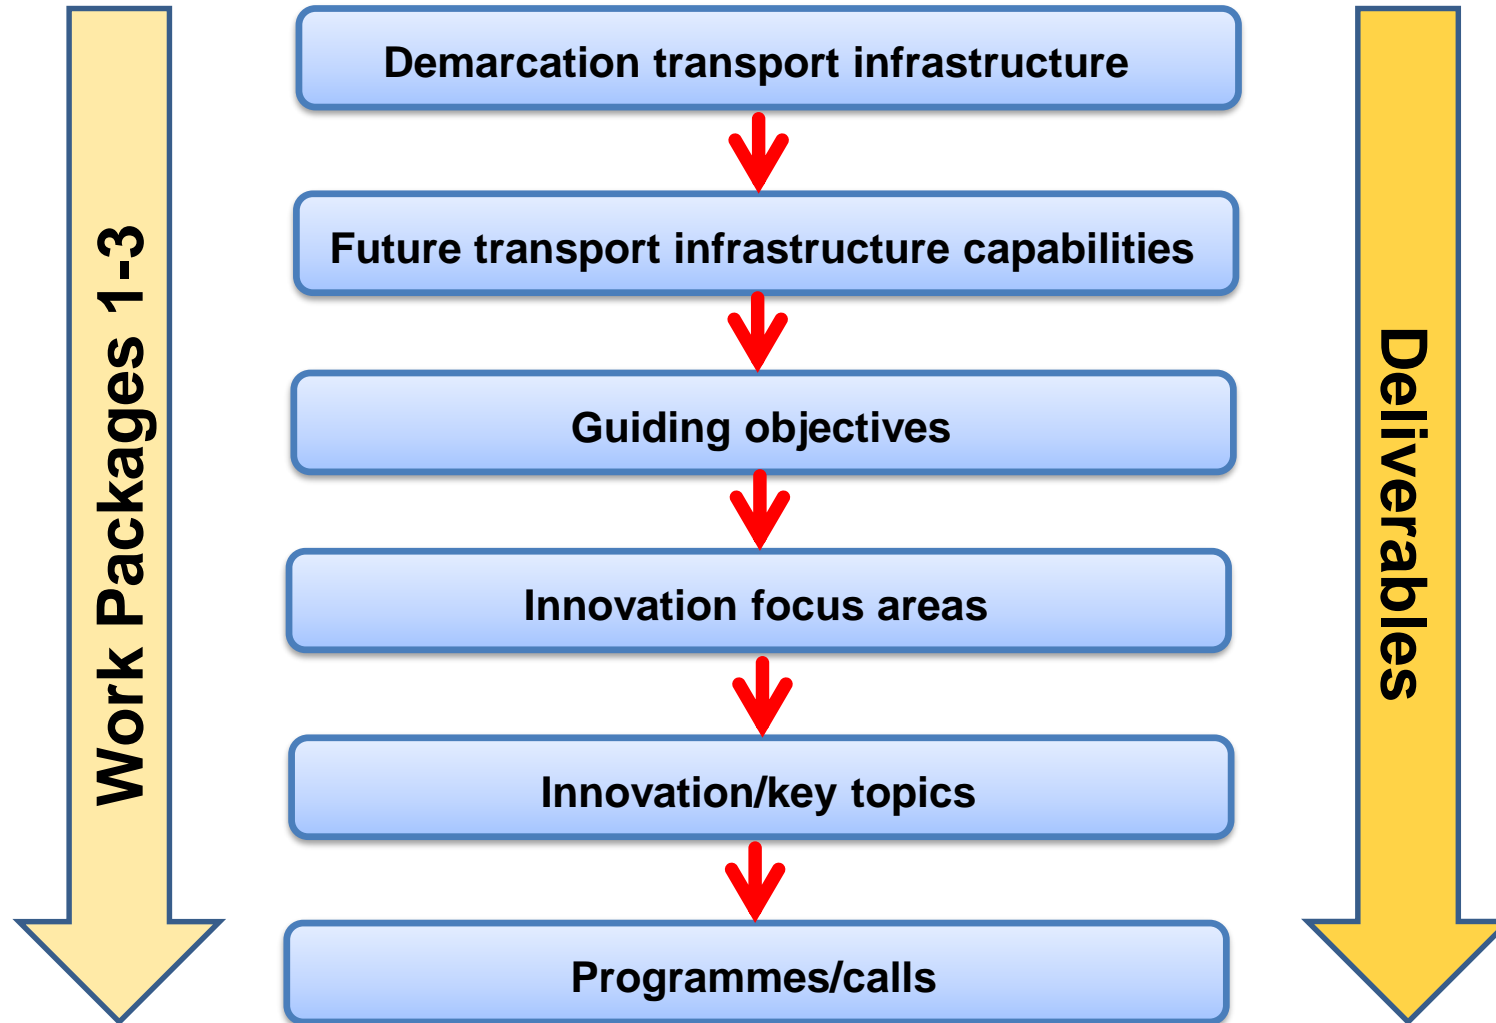 Work Packages 1-3
Demarcation transport infrastructure
Future transport infrastructure capabilities
Guiding objectives
Innovation focus areas
Innovation/key topics
Programmes/calls
Deliverables